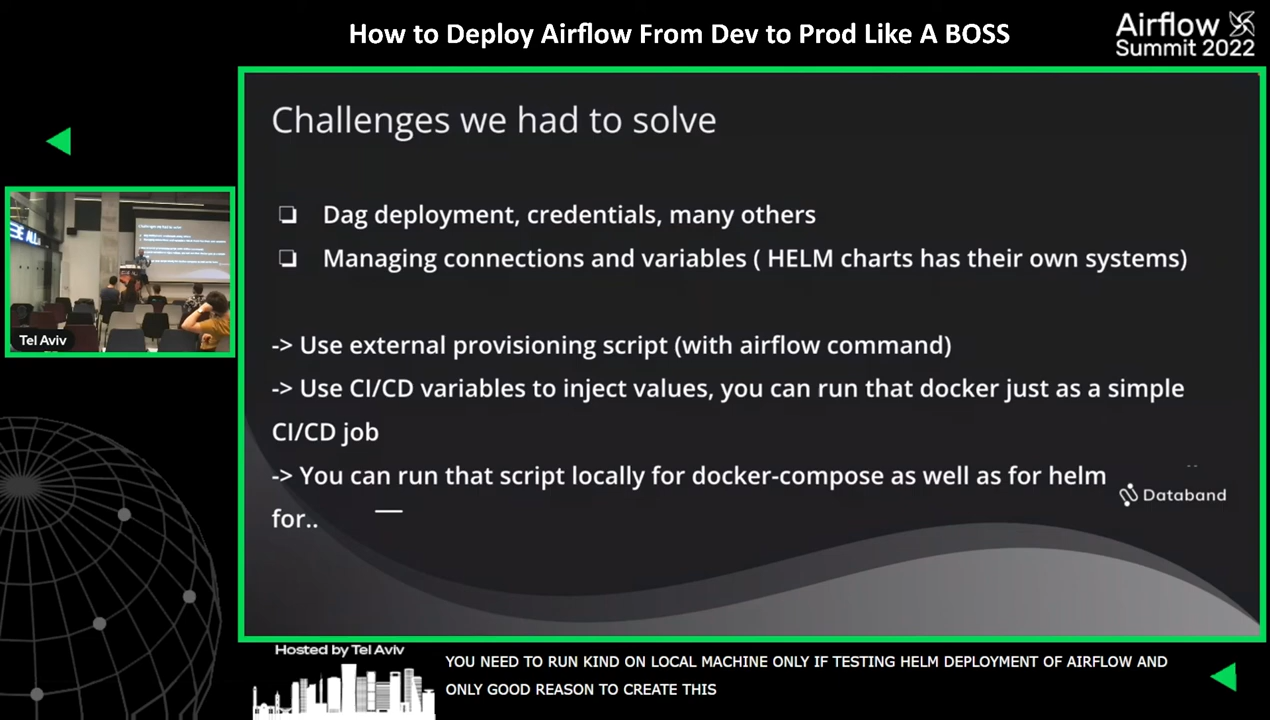 How to Deploy Airflow From Dev to Prod Like A BOSS
Airflow
Summit 2022
Challenges we had to solve
❏ Dag deployment, credentials, many others
❏ Managing connections and variables ( HELM charts has their own systems)
-> Use external provisioning script (with airflow command)
-> Use CI/CD variables to inject values, you can run that docker just as a simple
CI/CD job
-> You can run that script locally for docker-compose as well as for helm
for..
Databand
Tel Aviv
Hosted by Tel Aviv
YOU NEED TO RUN KIND ON LOCAL MACHINE ONLY IF TESTING HELM DEPLOYMENT OF AIRFLOW AND
ONLY GOOD REASON TO CREATE THIS